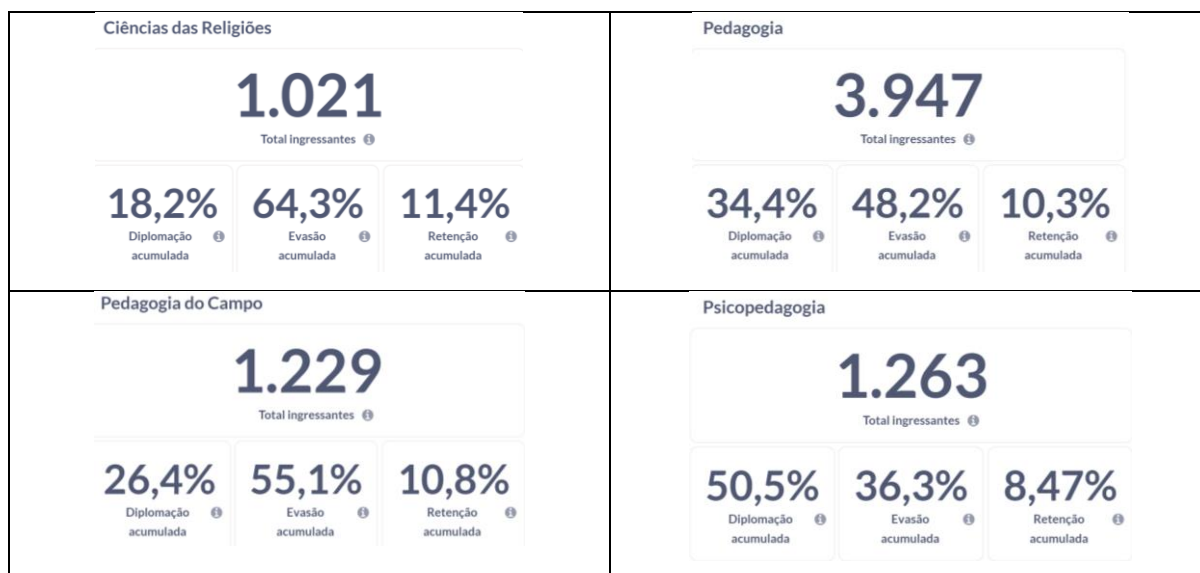 Ciências das Religiões
1.021
Total ingressantes
18,2% 64,3% 11,4%
Diplomação Evasão Retenção
acumulada acumulada acumulada
Pedagogia
3.947
Total ingressantes
34,4% 48,2% 10,3%
Diplomação Evasão Retenção
acumulada acumulada acumulada
Pedagogia do Campo
1.229
Total ingressantes
26,4% 55,1% 10,8%
Diplomação Evasão Retenção
acumulada acumulada acumulada
Psicopedagogia
1.263
Total ingressantes
50,5% 36,3% 8,47%
Diplomação Evasão Retenção
acumulada acumulada acumulada